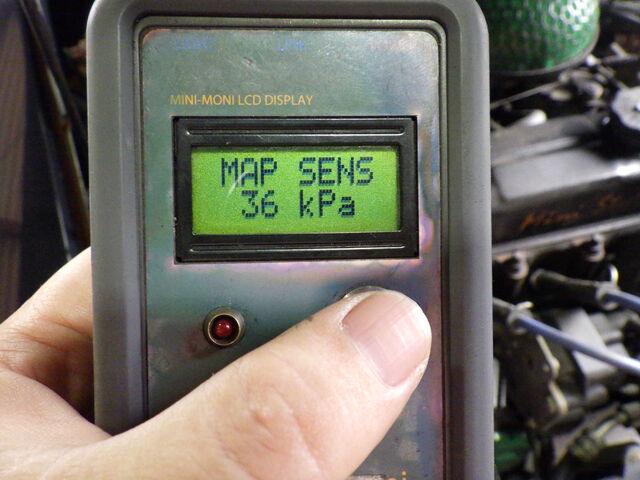 MINI-MONI LCD DISPLAY
MAP SENS
36 kPa